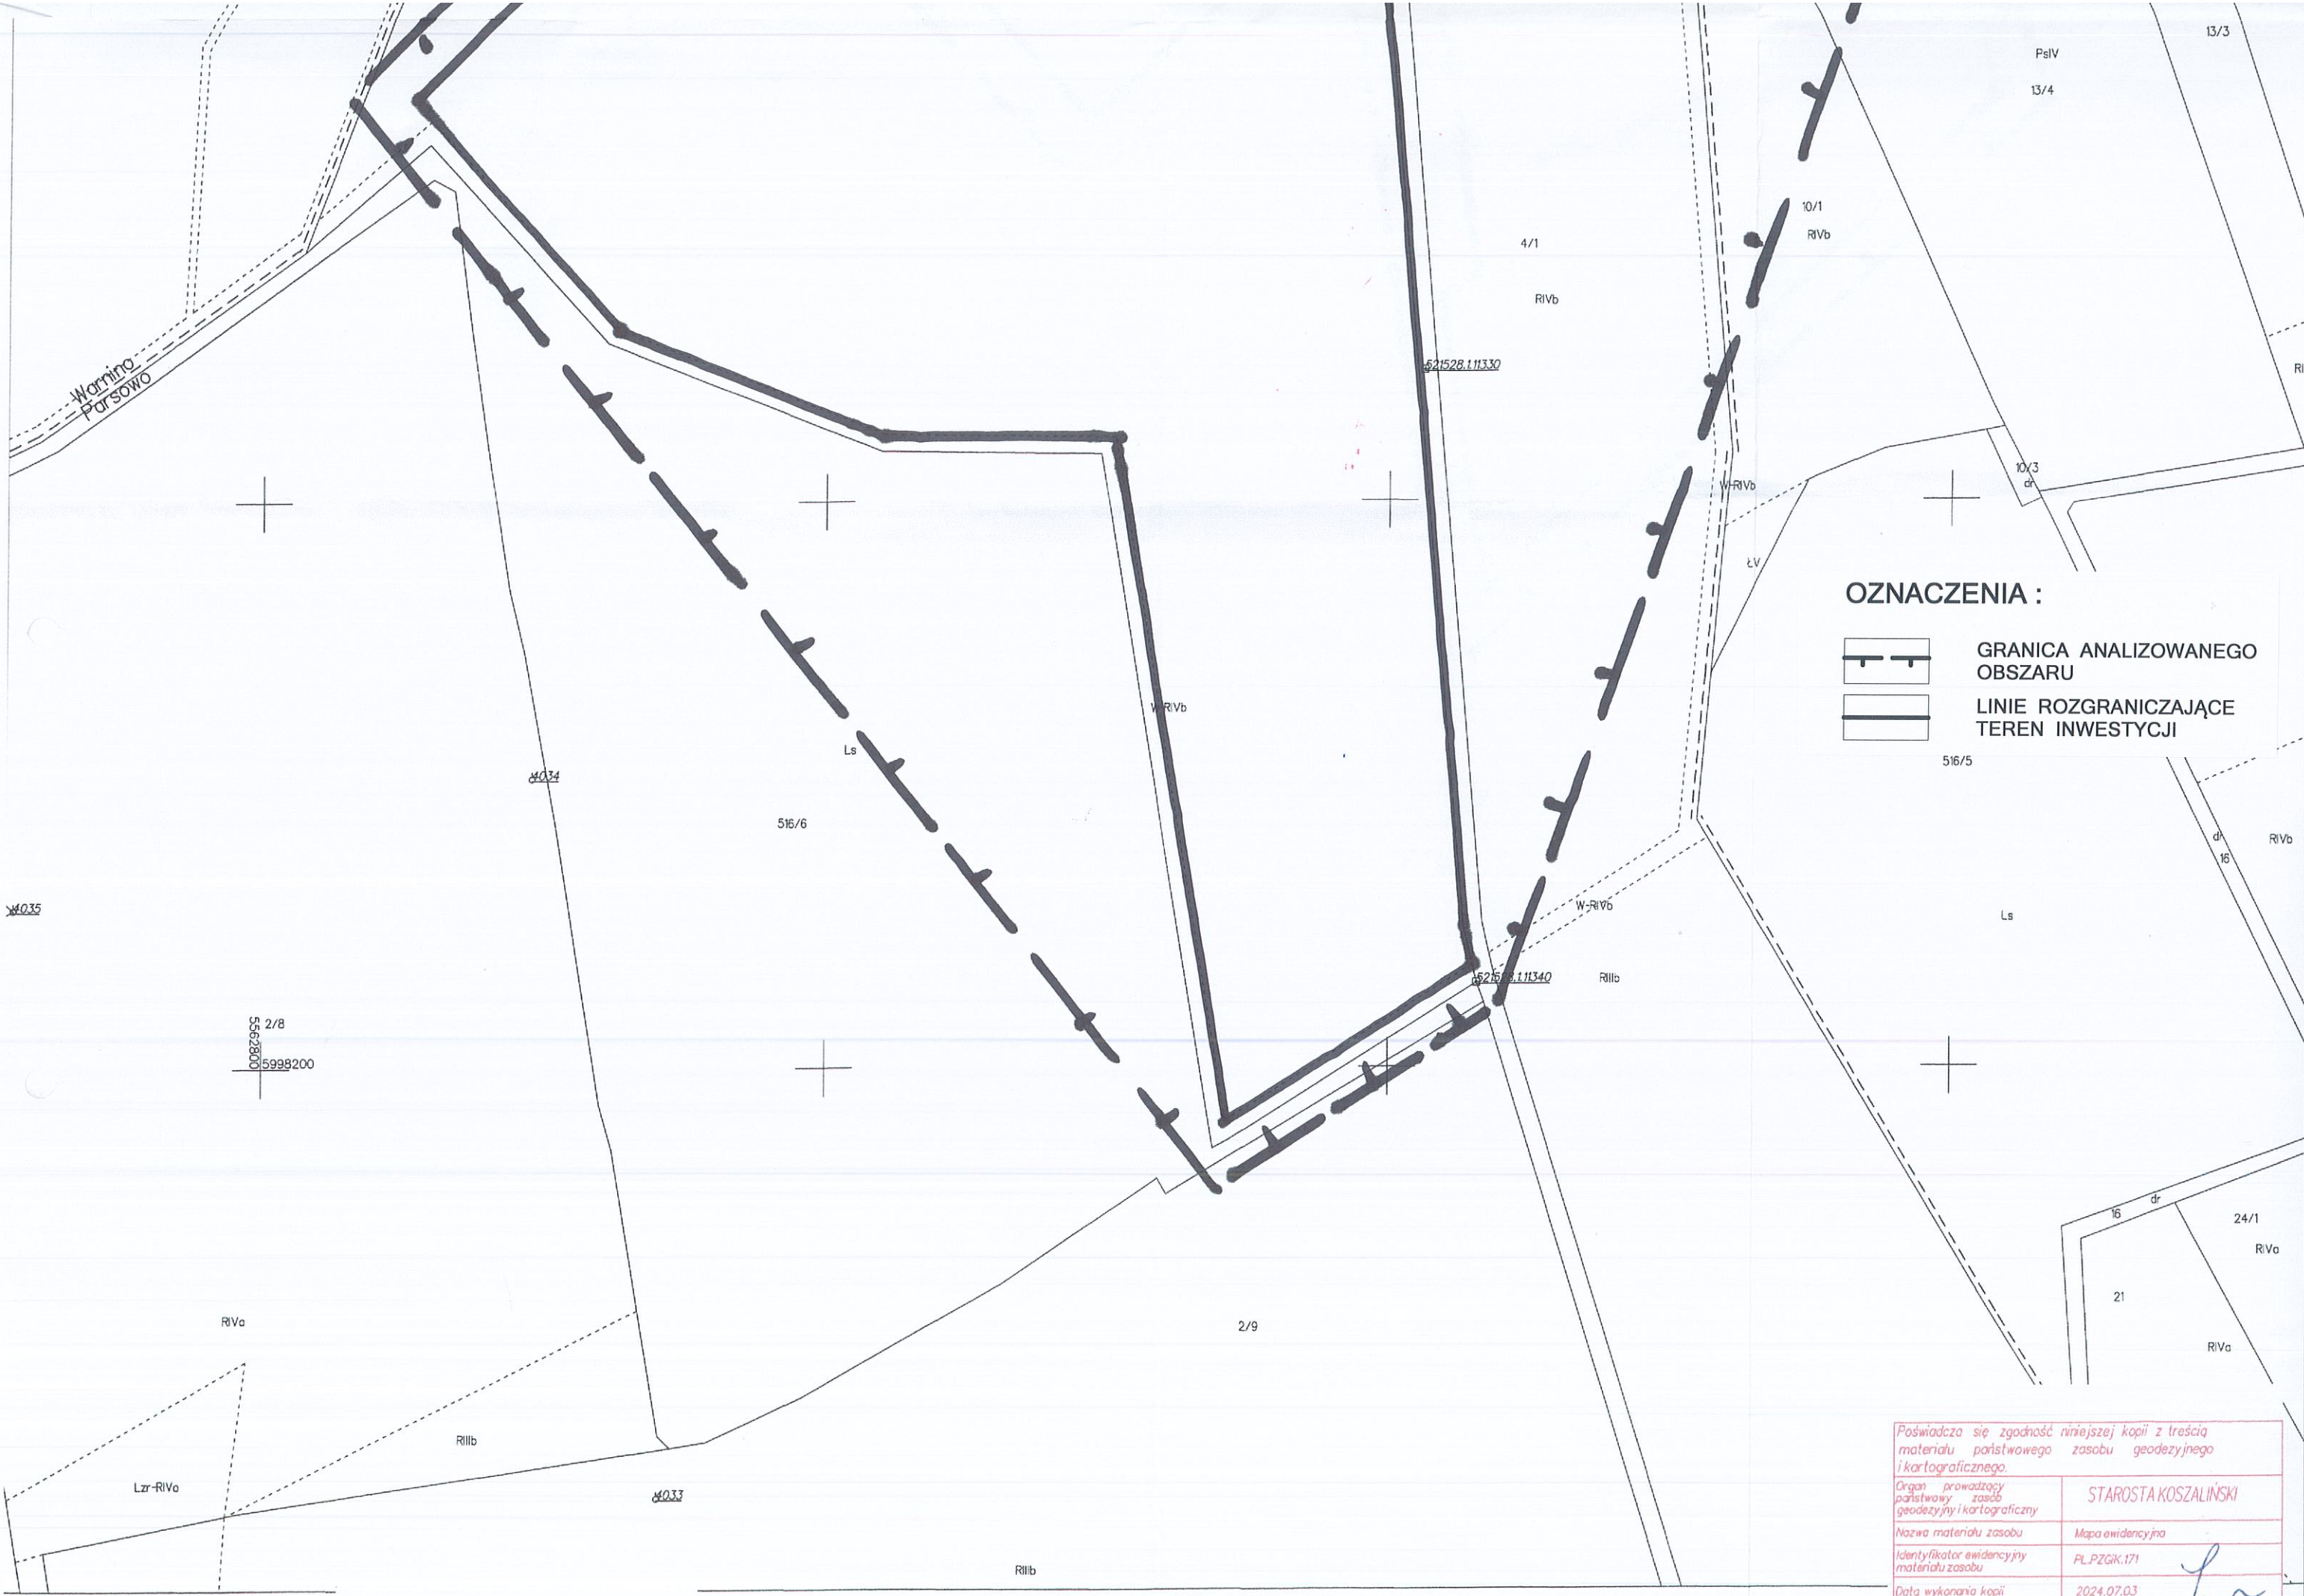 13/3
PsIV
13/4
10/1
RIVb
4/1
RIVb
521528.1.11330
Warnino
Parsowo
10/3
dr
W-RIVb
ŁV
OZNACZENIA :
GRANICA ANALIZOWANEGO
OBSZARU
LINIE ROZGRANICZAJĄCE
TEREN INWESTYCJI
W-RIVb
Ls
516/5
4034
516/6
dr
16
RIVb
4035
W-RIVb
Ls
RIIIb
2/8
5562800
5998200
dr
16
24/1
RIVa
21
RIVa
RIVa
2/9
RIIIb
Lzr-RIVa
4033
RIIIb
Poświadcza się zgodność niniejszej kopii z treścią
materiału państwowego zasobu geodezyjnego
i kartograficznego.
Organ prowadzący
państwowy zasób
geodezyjny i kartograficzny
STAROSTA KOSZALIŃSKI
Nazwa materiału zasobu
Mapa ewidencyjna
Identyfikator ewidencyjny
materiału zasobu
PL.PZGiK.171
Data wykonania kopii
2024.07.03